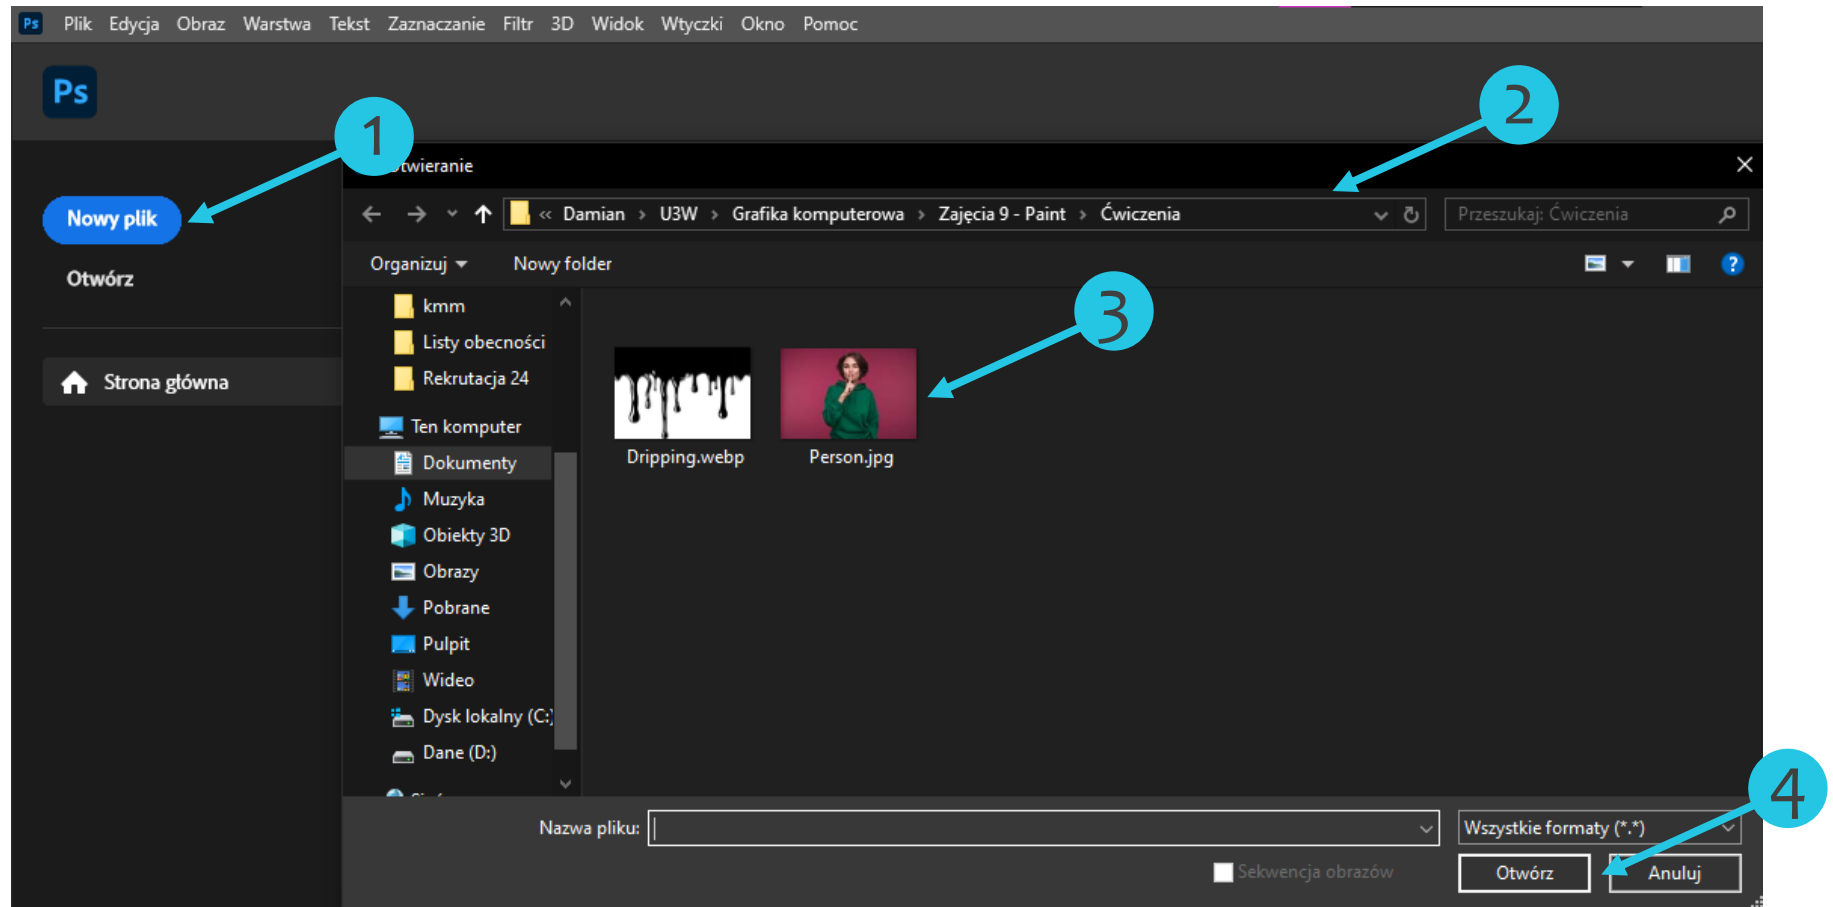 Ps Plik Edycja Obraz Warstwa Tekst Zaznaczanie Filtr 3D Widok Wtyczki Okno Pomoc
Ps
1
2
Otwieranie
Nowy plik
« Damian > U3W > Grafika komputerowa > Zajęcia 9 - Paint > Ćwiczenia
Przeszukaj: Ćwiczenia
Otwórz
Organizuj Nowy folder
?
3
kmm
Listy obecności
Rekrutacja 24
Strona główna
Ten komputer
Dokumenty
Muzyka
Obiekty 3D
Obrazy
Pobrane
Pulpit
Wideo
Dysk lokalny (C:)
Dane (D:)
Dripping.webp
Person.jpg
4
Nazwa pliku:
Wszystkie formaty (*.*)
Sekwencja obrazów
Otwórz
Anuluj